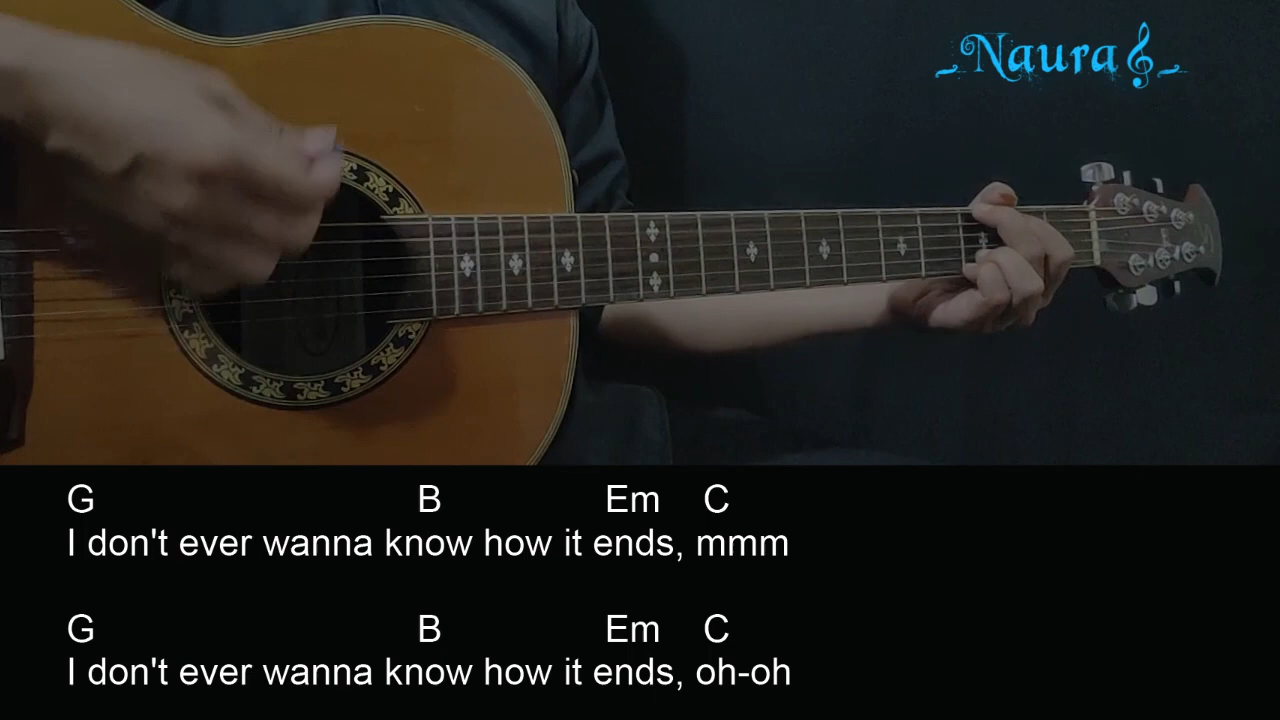 Naura
G B Em C
I don't ever wanna know how it ends, mmm
G B Em C
I don't ever wanna know how it ends, oh-oh